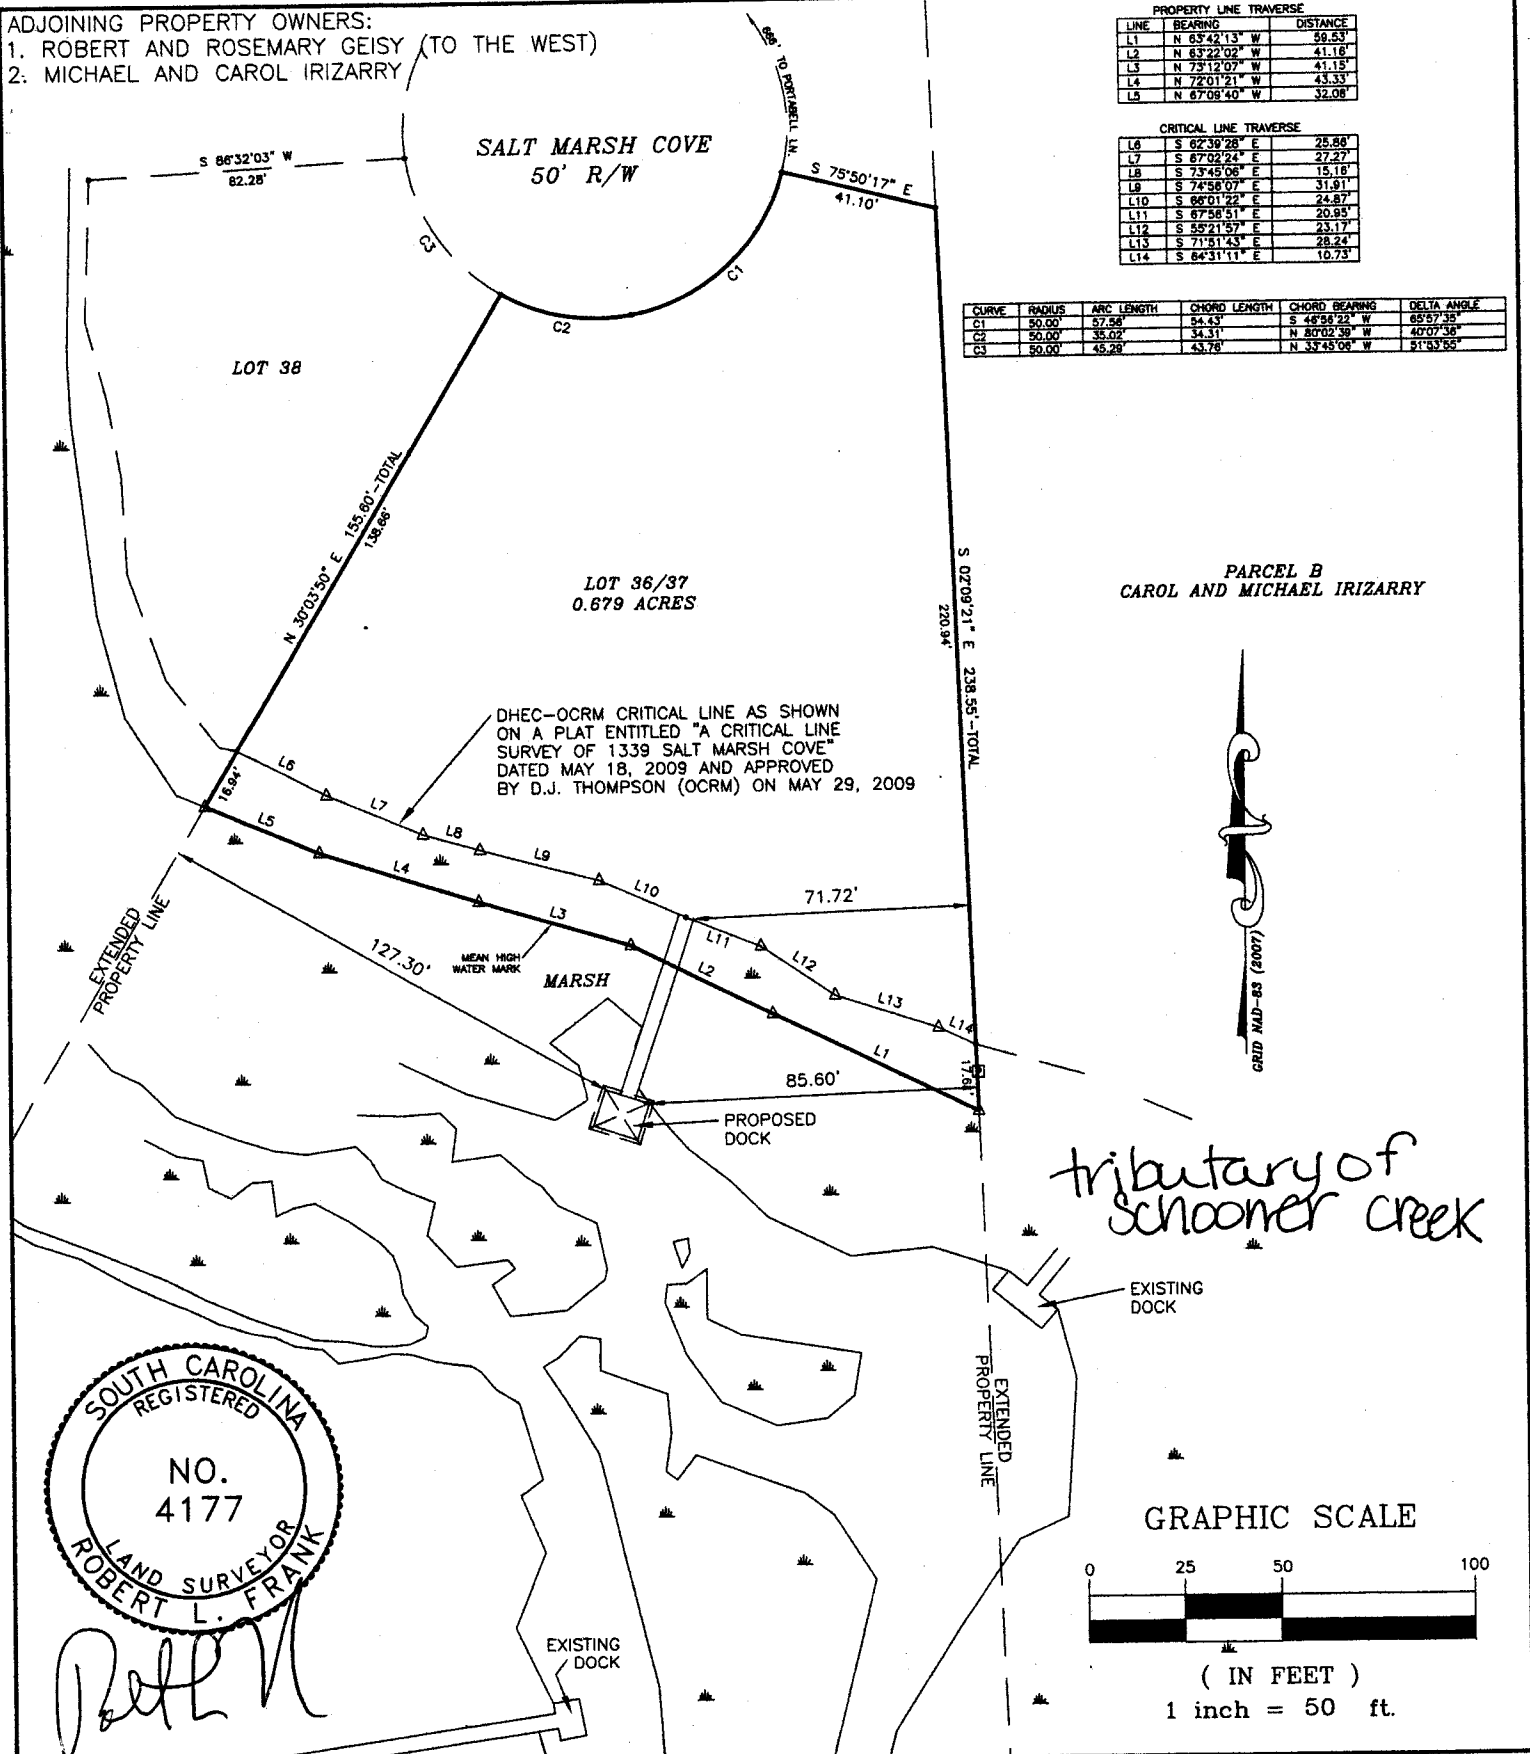 ADJOINING PROPERTY OWNERS:
1. ROBERT AND ROSEMARY GEISY (TO THE WEST)
2. MICHAEL AND CAROL IRIZARRY
PROPERTY LINE TRAVERSE
LINE BEARING DISTANCE
L1 N 63°42'13" W 59.53'
L2 N 63°22'02" W 41.16'
L3 N 73°12'07" W 41.15'
L4 N 72°01'21" W 43.33'
L5 N 67°09'40" W 32.08'
CRITICAL LINE TRAVERSE
L6 S 62°39'28" E 25.86'
L7 S 67°02'24" E 27.27'
L8 S 73°45'06" E 15.16'
L9 S 74°58'07" E 31.91'
L10 S 66°01'22" E 24.87'
L11 S 67°58'51" E 20.95'
L12 S 55°21'57" E 23.17'
L13 S 71°51'43" E 28.24'
L14 S 64°31'11" E 10.73'
CURVE RADIUS ARC LENGTH CHORD LENGTH CHORD BEARING DELTA ANGLE
C1 50.00' 57.56' 54.43' S 46°56'22" W 65°57'35"
C2 50.00' 35.02' 34.31' N 80°02'39" W 40°07'36"
C3 50.00' 45.29' 43.76' N 33°45'06" W 51°53'55"
666' TO PORTABELL LN.
SALT MARSH COVE
50' R/W
S 86°32'03" W
82.28'
S 75°50'17" E
41.10'
C3
C1
C2
LOT 38
N 30°03'50" E 155.60'-TOTAL
138.66'
LOT 36/37
0.679 ACRES
S 02°09'21" E 238.55'-TOTAL
220.94'
PARCEL B
CAROL AND MICHAEL IRIZARRY
DHEC-OCRM CRITICAL LINE AS SHOWN
ON A PLAT ENTITLED "A CRITICAL LINE
SURVEY OF 1339 SALT MARSH COVE"
DATED MAY 18, 2009 AND APPROVED
BY D.J. THOMPSON (OCRM) ON MAY 29, 2009
16.94'
L6
L7
L8
L9
L10
L5
L4
L3
71.72'
L11
L12
L13
L14
L2
L1
EXTENDED
PROPERTY LINE
127.30'
MEAN HIGH
WATER MARK
MARSH
GRID NAD-83 (2007)
17.61'
85.60'
PROPOSED
DOCK
tributary of
schooner creek
EXISTING
DOCK
EXTENDED
PROPERTY LINE
SOUTH CAROLINA
REGISTERED
NO.
4177
LAND SURVEYOR
ROBERT L. FRANK
EXISTING
DOCK
GRAPHIC SCALE
0 25 50 100
( IN FEET )
1 inch = 50 ft.